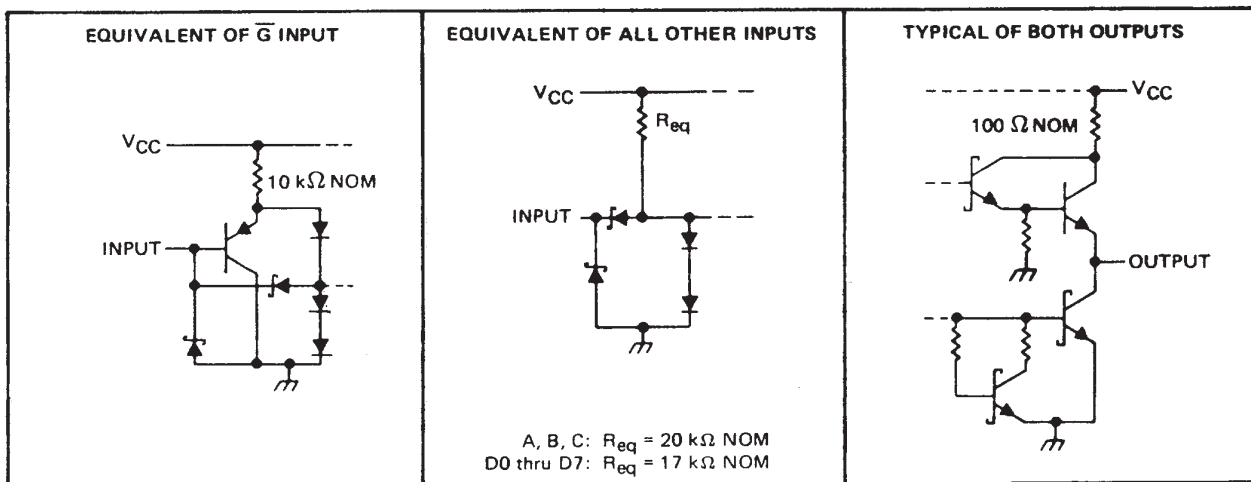 EQUIVALENT OF G̅ INPUT
VCC
10 kΩ NOM
INPUT
EQUIVALENT OF ALL OTHER INPUTS
VCC
Req
INPUT
A, B, C: Req = 20 kΩ NOM
D0 thru D7: Req = 17 kΩ NOM
TYPICAL OF BOTH OUTPUTS
VCC
100 Ω NOM
OUTPUT